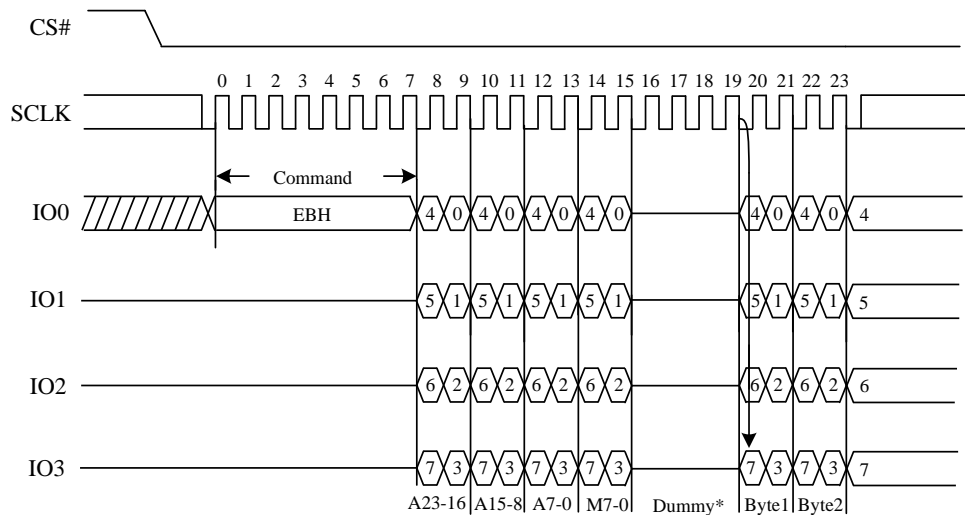 CS#
0 1 2 3 4 5 6 7 8 9 10 11 12 13 14 15 16 17 18 19 20 21 22 23
SCLK
Command
IO0 EBH 4 0 4 0 4 0 4 0 4 0 4 0 4
IO1 5 1 5 1 5 1 5 1 5 1 5 1 5
IO2 6 2 6 2 6 2 6 2 6 2 6 2 6
IO3 7 3 7 3 7 3 7 3 7 3 7 3 7
A23-16 A15-8 A7-0 M7-0 Dummy* Byte1 Byte2